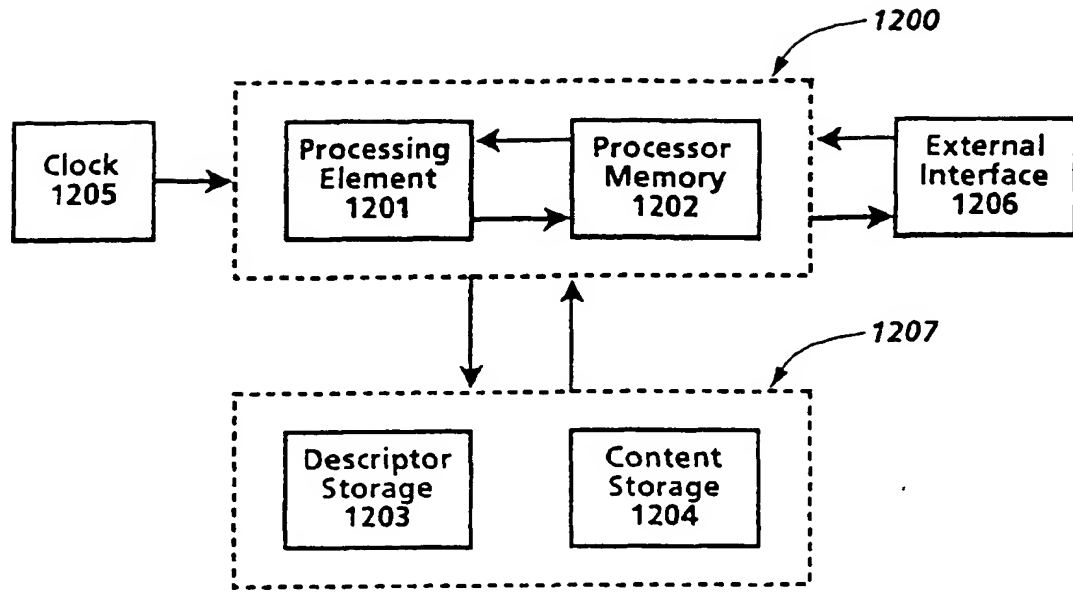 1200
Clock
1205
Processing
Element
1201
Processor
Memory
1202
External
Interface
1206
1207
Descriptor
Storage
1203
Content
Storage
1204